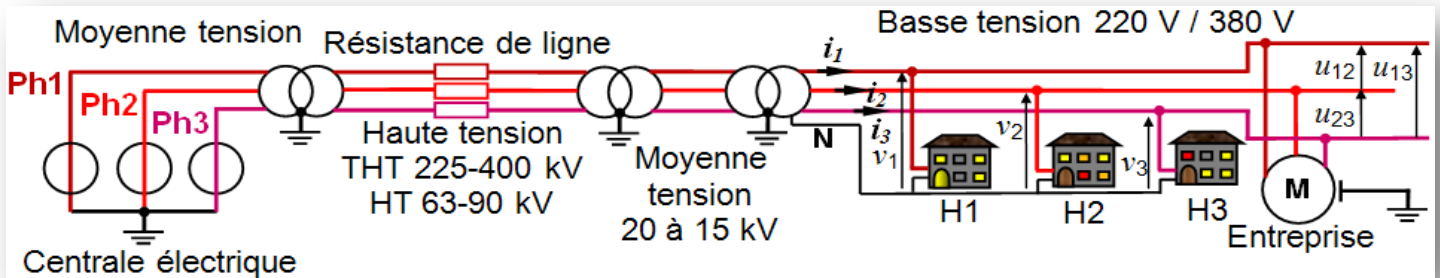 Moyenne tension
Résistance de ligne
Basse tension 220 V / 380 V
Ph1
Ph2
Ph3
Haute tension
THT 225-400 kV
HT 63-90 kV
Moyenne
tension
20 à 15 kV
N
i1
i2
i3
v1
v2
v3
u12
u13
u23
H1
H2
H3
M
Entreprise
Centrale électrique